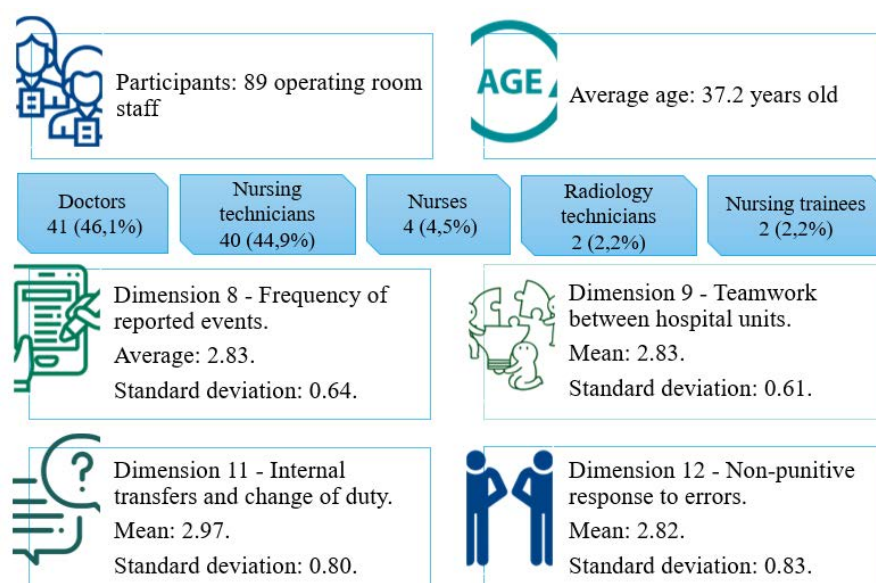 Participants: 89 operating room
staff
AGE
Average age: 37.2 years old
Doctors
41 (46,1%)
Nursing
technicians
40 (44,9%)
Nurses
4 (4,5%)
Radiology
technicians
2 (2,2%)
Nursing trainees
2 (2,2%)
Dimension 8 - Frequency of
reported events.
Average: 2.83.
Standard deviation: 0.64.
Dimension 9 - Teamwork
between hospital units.
Mean: 2.83.
Standard deviation: 0.61.
?
Dimension 11 - Internal
transfers and change of duty.
Mean: 2.97.
Standard deviation: 0.80.
Dimension 12 - Non-punitive
response to errors.
Mean: 2.82.
Standard deviation: 0.83.